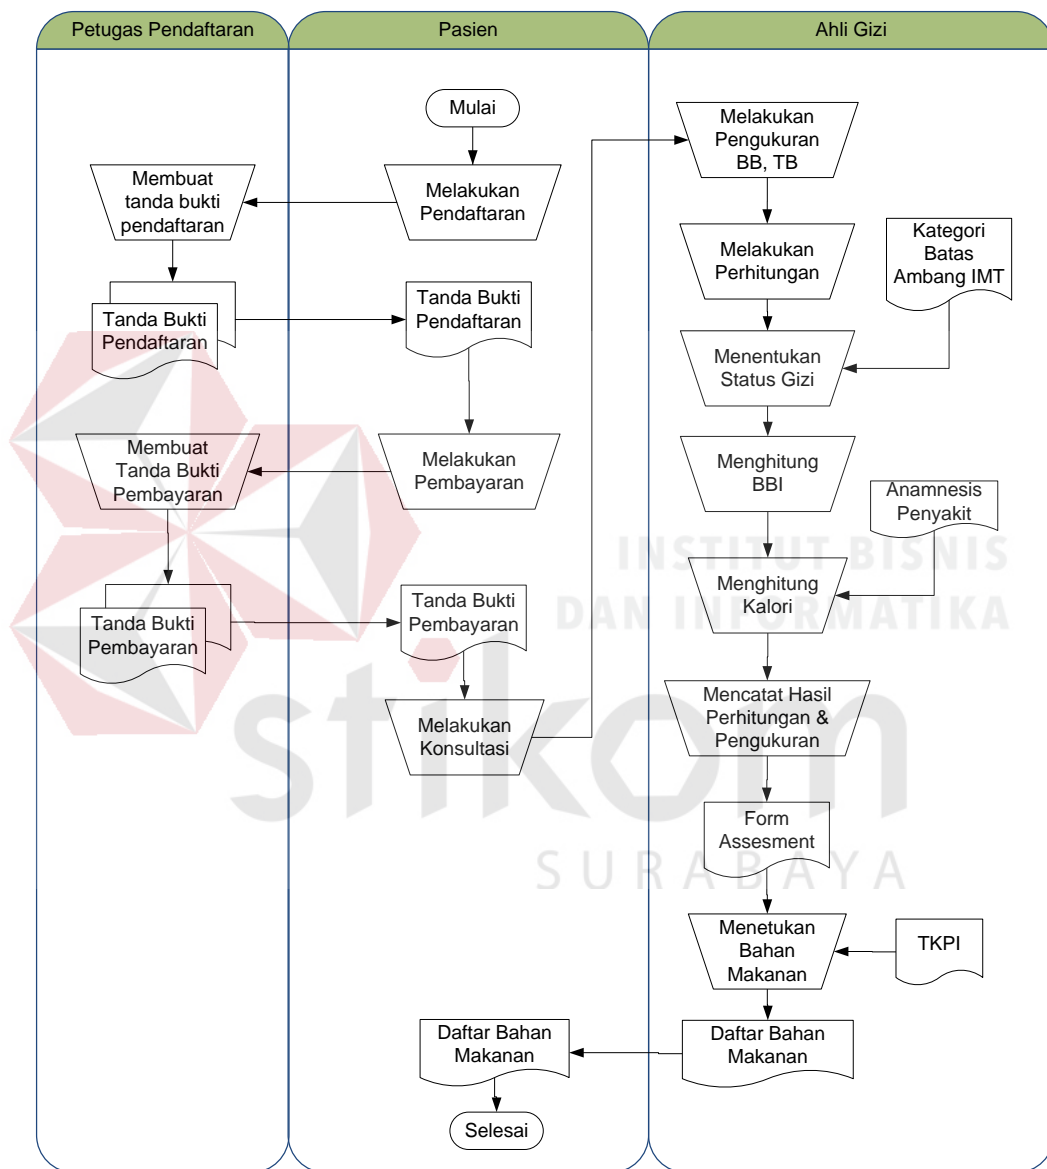 Petugas Pendaftaran
Pasien
Ahli Gizi
Mulai
Melakukan
Pendaftaran
Membuat
tanda bukti
pendaftaran
Tanda Bukti
Pendaftaran
Tanda Bukti
Pendaftaran
Melakukan
Pembayaran
Membuat
Tanda Bukti
Pembayaran
Tanda Bukti
Pembayaran
Tanda Bukti
Pembayaran
Melakukan
Konsultasi
Melakukan
Pengukuran
BB, TB
Melakukan
Perhitungan
Kategori
Batas
Ambang IMT
Menentukan
Status Gizi
Menghitung
BBI
Anamnesis
Penyakit
Menghitung
Kalori
Mencatat Hasil
Perhitungan &
Pengukuran
Form
Assesment
Menetukan
Bahan
Makanan
TKPI
Daftar Bahan
Makanan
Daftar Bahan
Makanan
Selesai
INSTITUT BISNIS
DAN INFORMATIKA
stikom
SURABAYA